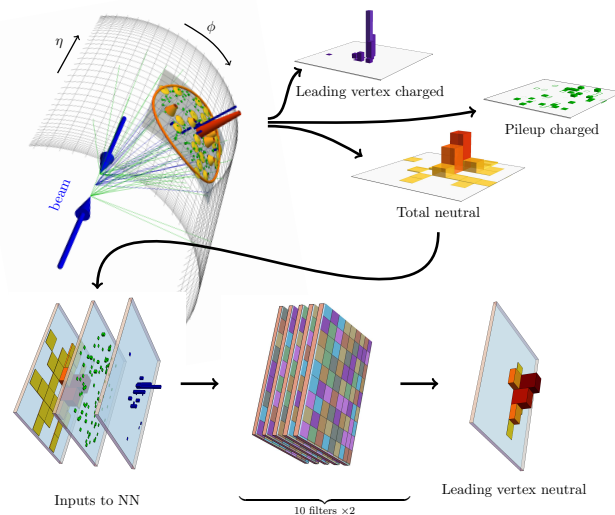 η
ϕ
beam
Leading vertex charged
Pileup charged
Total neutral
Inputs to NN
10 filters ×2
Leading vertex neutral